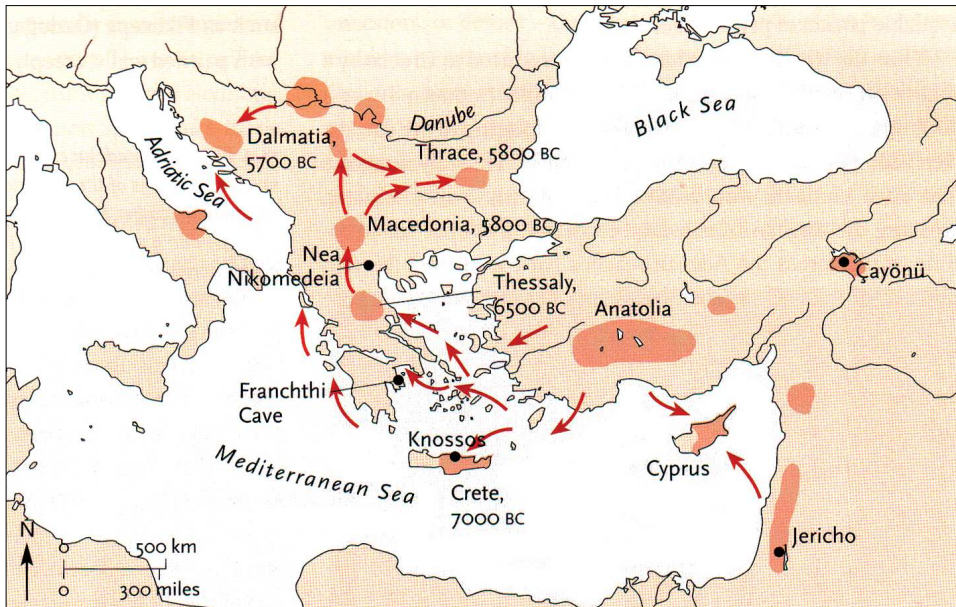 Black Sea
Danube
Dalmatia,
5700 BC
Thrace, 5800 BC
Adriatic Sea
Macedonia, 5800 BC
Nea
Nikomedeia
Thessaly,
6500 BC
Anatolia
Çayönü
Franchthi
Cave
Knossos
Mediterranean Sea
Cyprus
Crete,
7000 BC
Jericho
N
0 500 km
0 300 miles